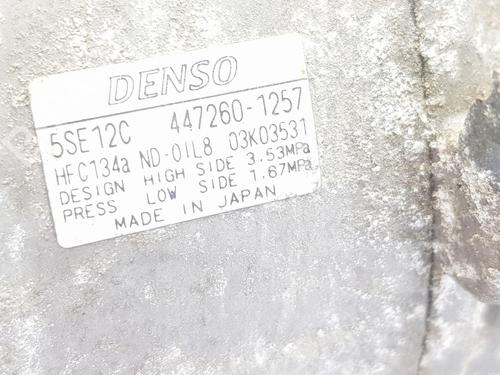 DENSO
5SE12C 447260-1257
HFC134a ND-OIL8 03K03531
DESIGN HIGH SIDE 3.53MPa
PRESS LOW SIDE 1.67MPa
MADE IN JAPAN